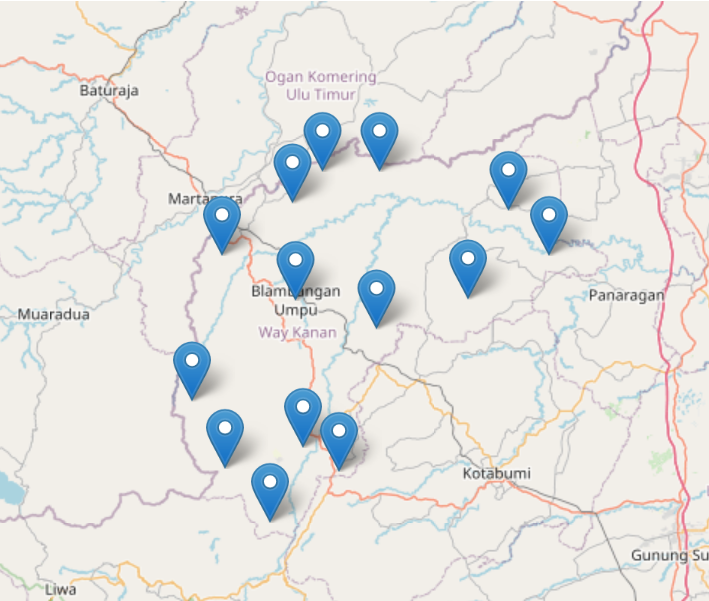 Ogan Komering
Ulu Timur
Baturaja
Martapura
Blambangan
Umpu
Way Kanan
Panaragan
Muaradua
Kotabumi
Gunung Su
Liwa